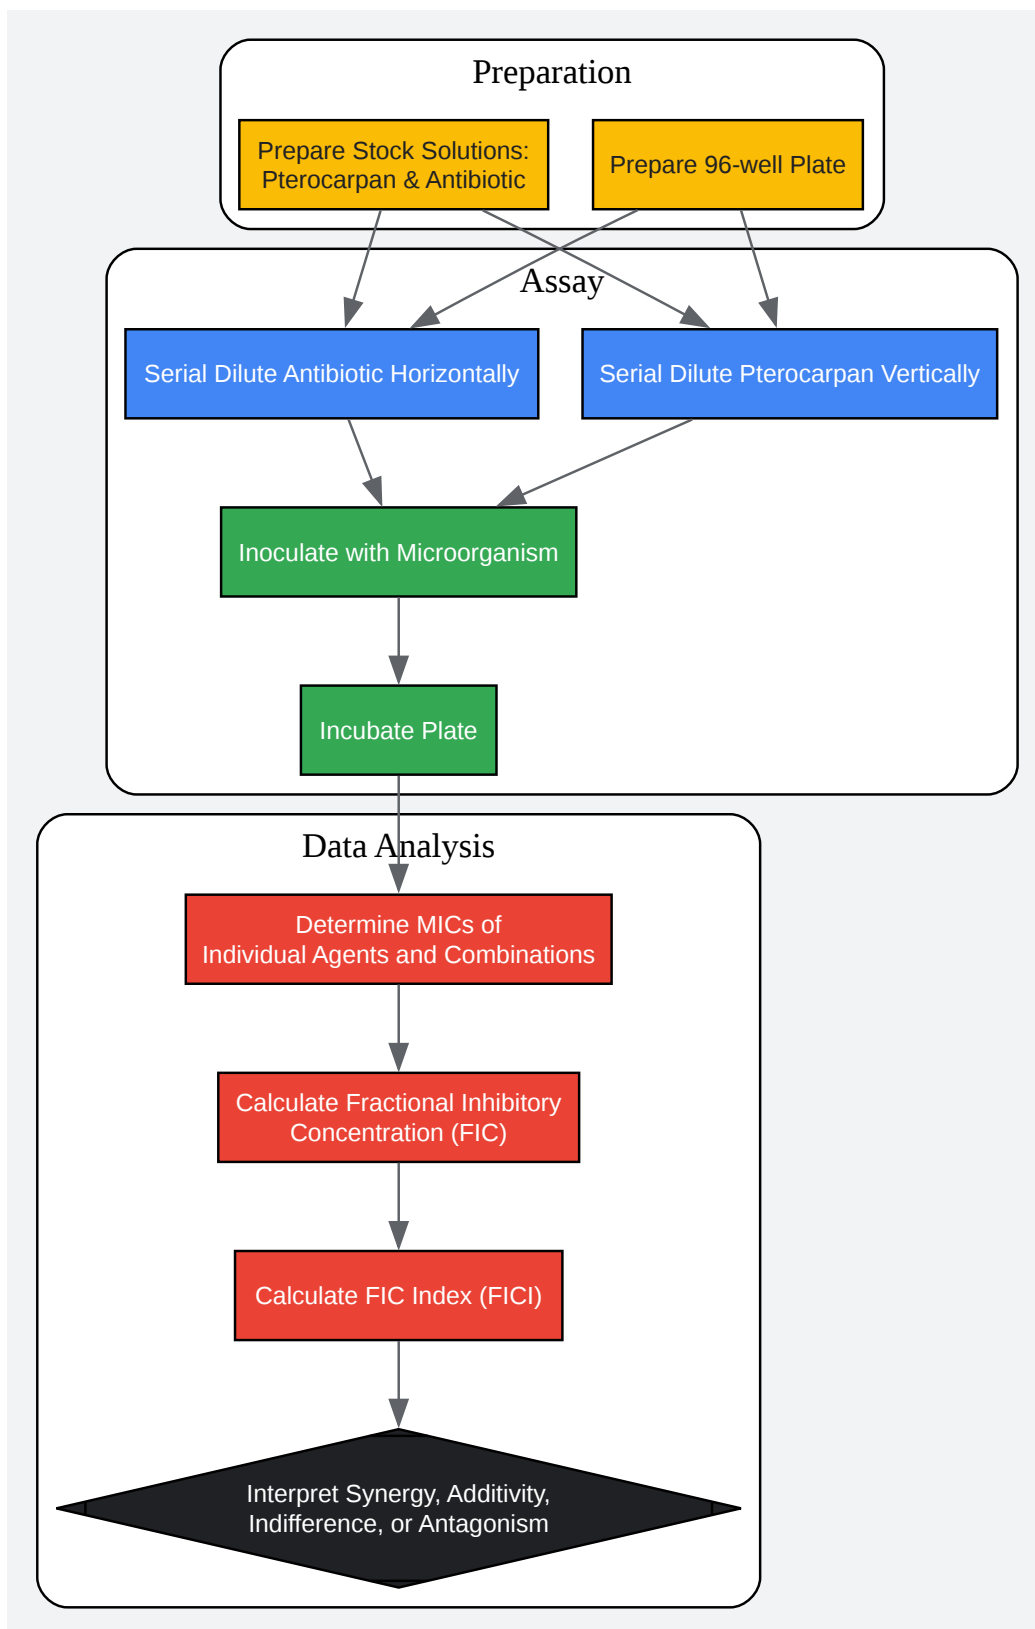 Preparation
Prepare Stock Solutions:
Pterocarpan & Antibiotic
Prepare 96-well Plate
Assay
Serial Dilute Antibiotic Horizontally
Serial Dilute Pterocarpan Vertically
Inoculate with Microorganism
Incubate Plate
Data Analysis
Determine MICs of
Individual Agents and Combinations
Calculate Fractional Inhibitory
Concentration (FIC)
Calculate FIC Index (FICI)
Interpret Synergy, Additivity,
Indifference, or Antagonism